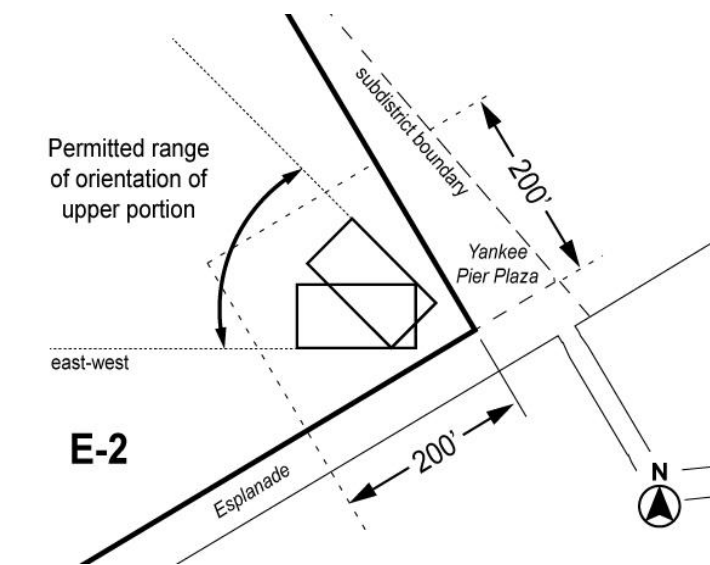 subdistrict boundary
Permitted range
of orientation of
upper portion
200’
Yankee
Pier Plaza
east-west
E-2
200’
Esplanade
N